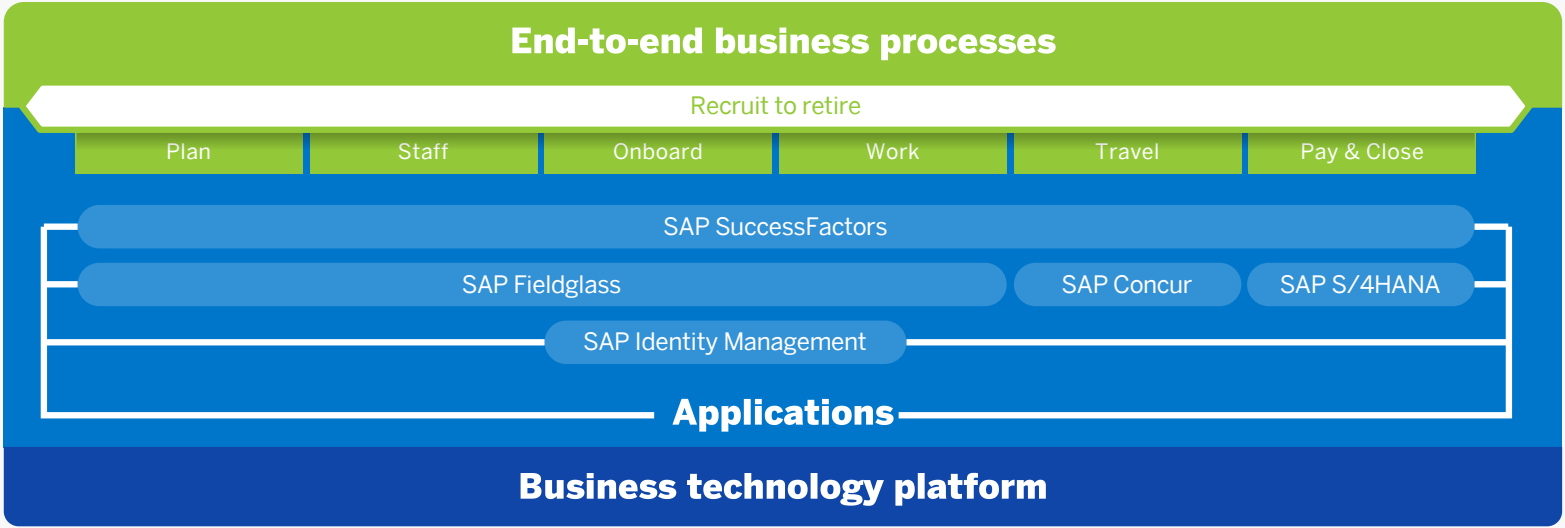 End-to-end business processes
Recruit to retire
Plan Staff Onboard Work Travel Pay & Close
SAP SuccessFactors
SAP Fieldglass SAP Concur SAP S/4HANA
SAP Identity Management
Applications
Business technology platform